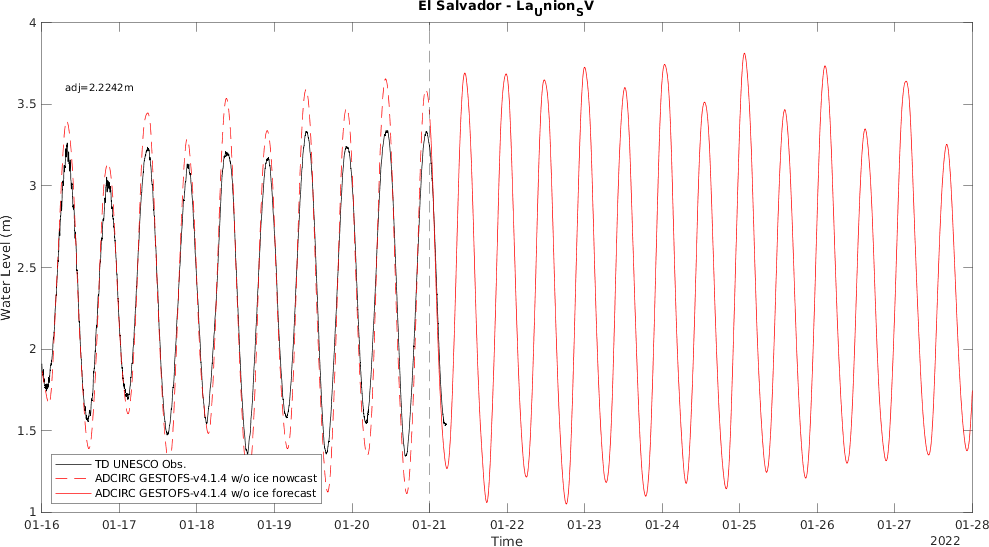 El Salvador - LaUnionSV
4
adj=2.2242m
3.5
3
2.5
2
1.5
1
Water Level (m)
TD UNESCO Obs.
ADCIRC GESTOFS-v4.1.4 w/o ice nowcast
ADCIRC GESTOFS-v4.1.4 w/o ice forecast
01-16 01-17 01-18 01-19 01-20 01-21 01-22 01-23 01-24 01-25 01-26 01-27 01-28
Time
2022